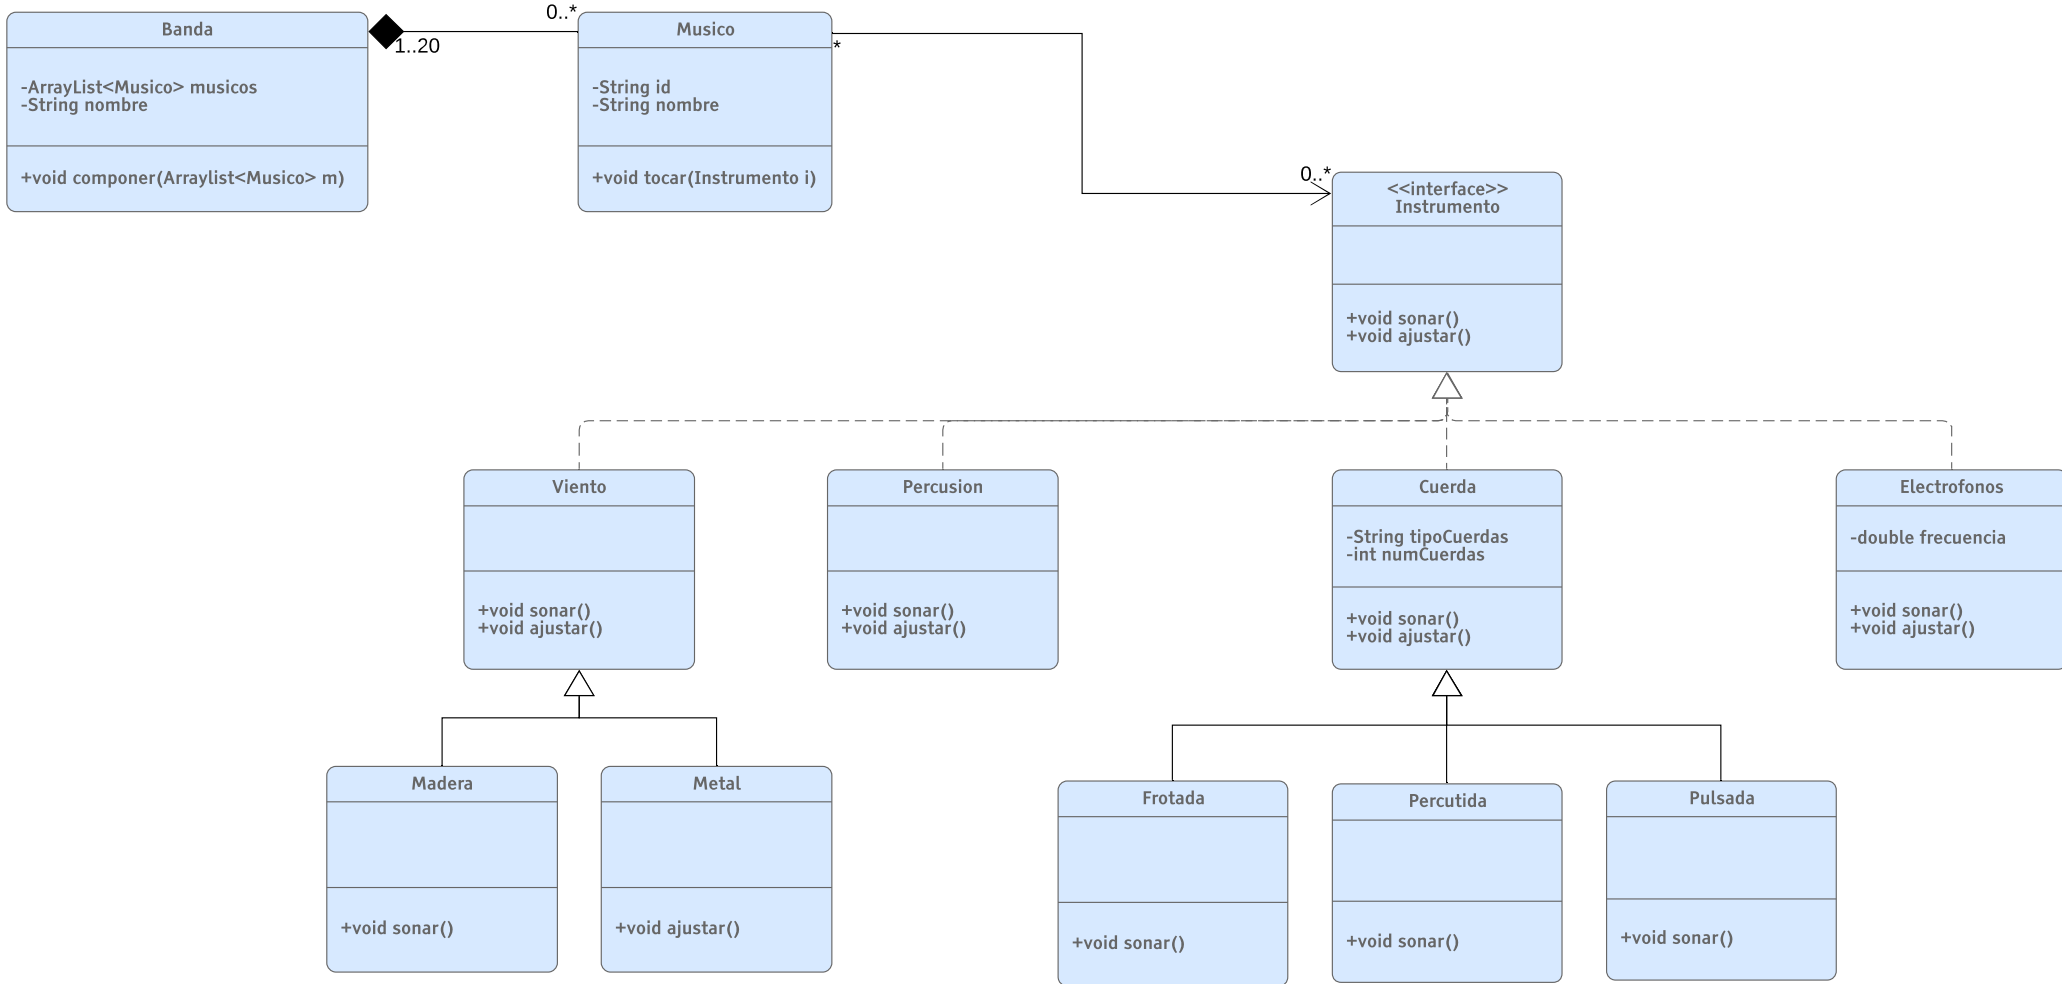 Banda
-ArrayList<Musico> musicos
-String nombre
+void componer(Arraylist<Musico> m)
1..20
0..*
Musico
-String id
-String nombre
+void tocar(Instrumento i)
*
0..*
<<interface>>
Instrumento
+void sonar()
+void ajustar()
Viento
+void sonar()
+void ajustar()
Percusion
+void sonar()
+void ajustar()
Cuerda
-String tipoCuerdas
-int numCuerdas
+void sonar()
+void ajustar()
Electrofonos
-double frecuencia
+void sonar()
+void ajustar()
Madera
+void sonar()
Metal
+void ajustar()
Frotada
+void sonar()
Percutida
+void sonar()
Pulsada
+void sonar()